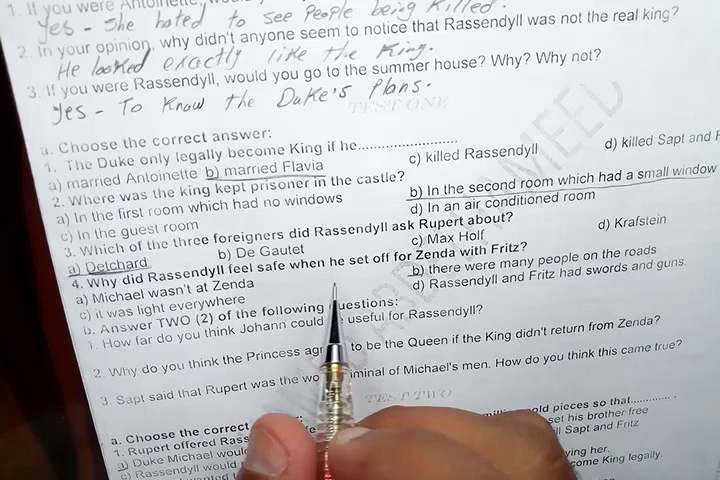 1. If you were Antoinette,
Yes - She hated to see People being Killed.
2. In your opinion, why didn't anyone seem to notice that Rassendyll was not the real king?
He looked exactly like the King.
3. If you were Rassendyll, would you go to the summer house? Why? Why not?
Yes - To Know the Duke's Plans.
TEST ONE
a. Choose the correct answer:
1. The Duke only legally become King if he........................
a) married Antoinette b) married Flavia c) killed Rassendyll d) killed Sapt and
2. Where was the king kept prisoner in the castle?
a) In the first room which had no windows b) In the second room which had a small window
c) In the guest room d) In an air conditioned room
3. Which of the three foreigners did Rassendyll ask Rupert about?
a) Detchard b) De Gautet c) Max Holf d) Krafstein
4. Why did Rassendyll feel safe when he set off for Zenda with Fritz?
a) Michael wasn't at Zenda b) there were many people on the roads
c) it was light everywhere d) Rassendyll and Fritz had swords and guns.
b. Answer TWO (2) of the following questions:
1. How far do you think Johann could be useful for Rassendyll?
2. Why do you think the Princess to be the Queen if the King didn't return from Zenda?
3. Sapt said that Rupert was the of Michael's men. How do you think this came true?
TEST TWO
a. Choose the correct
1. Rupert offered pieces so that.............
a) Duke Michael set his brother free
c) Rassendyll would Sapt and Fritz
her.
King legally.